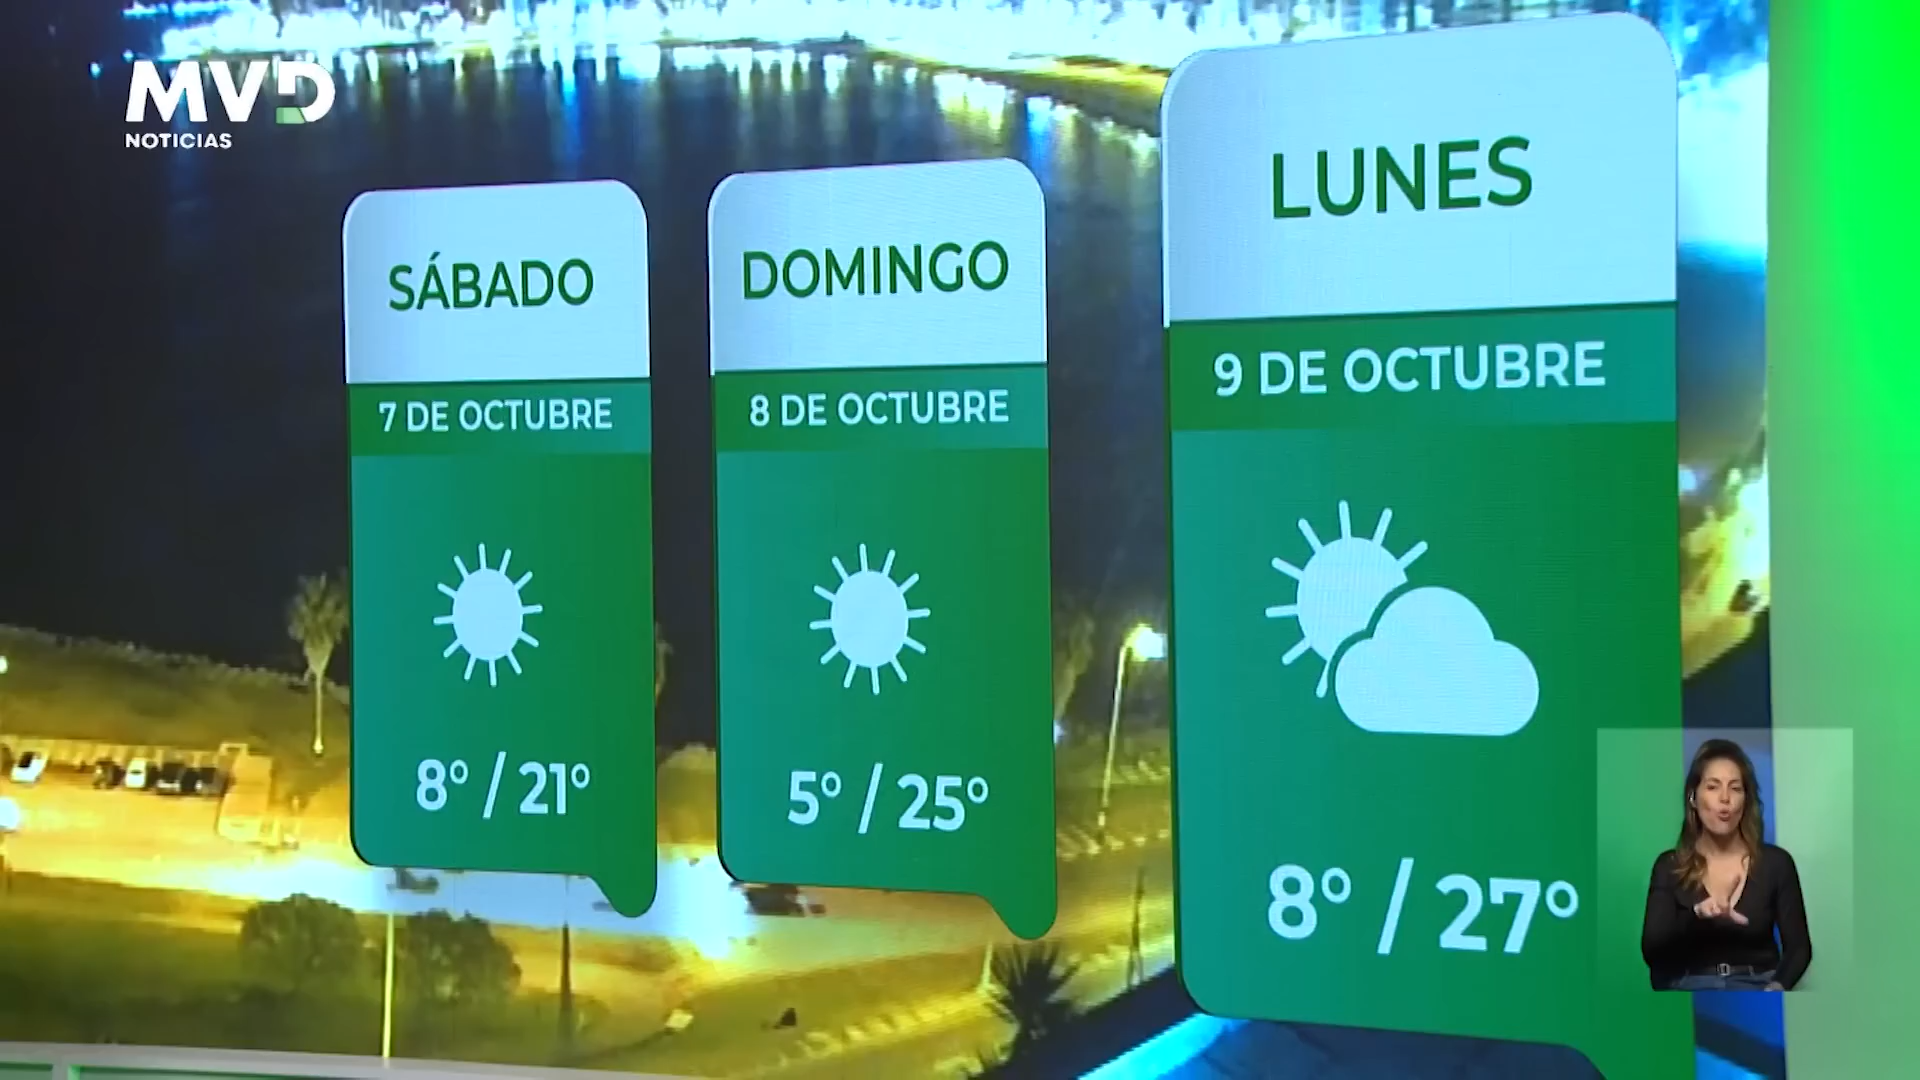 MVD
NOTICIAS
SÁBADO
7 DE OCTUBRE
8° / 21°
DOMINGO
8 DE OCTUBRE
5° / 25°
LUNES
9 DE OCTUBRE
8° / 27°